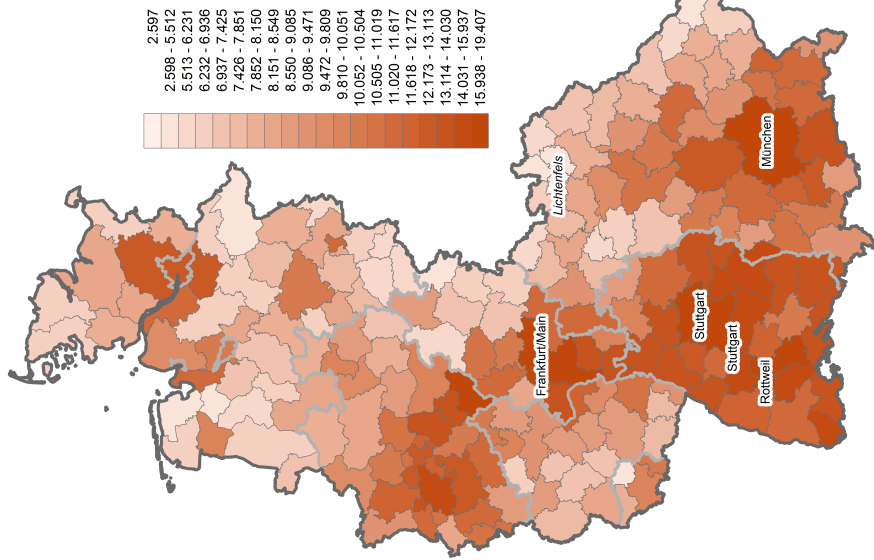 2.597
2.598 - 5.512
5.513 - 6.231
6.232 - 6.936
6.937 - 7.425
7.426 - 7.851
7.852 - 8.150
8.151 - 8.549
8.550 - 9.085
9.086 - 9.471
9.472 - 9.809
9.810 - 10.051
10.052 - 10.504
10.505 - 11.019
11.020 - 11.617
11.618 - 12.172
12.173 - 13.113
13.114 - 14.030
14.031 - 15.937
15.938 - 19.407
München
Lichtenfels
Stuttgart
Stuttgart
Rottweil
Frankfurt/Main